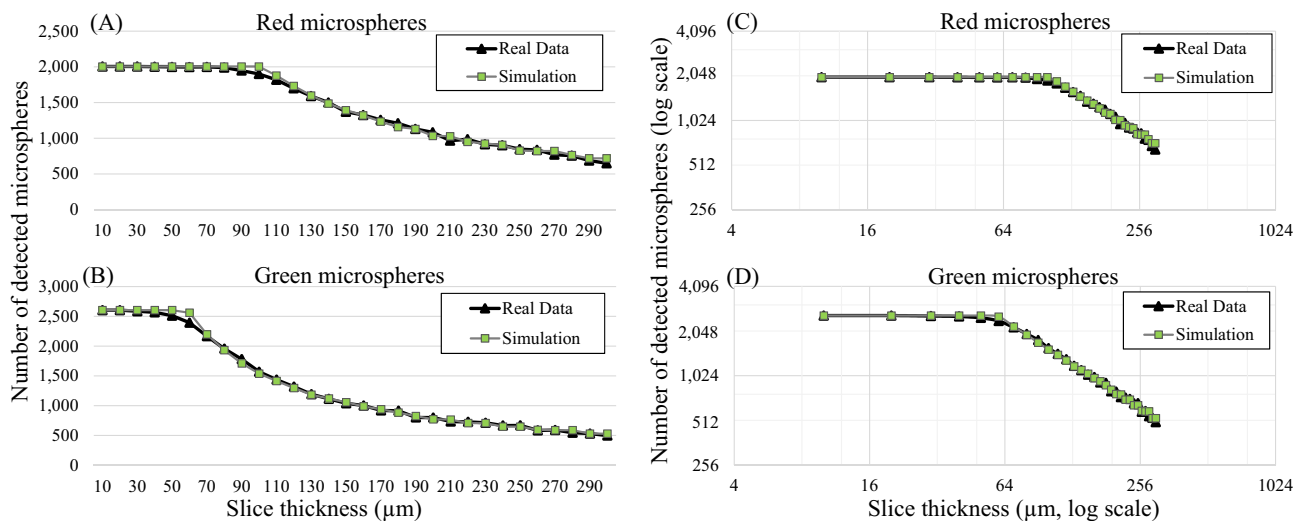 (A) Red microspheres
Number of detected microspheres
2,500
2,000
1,500
1,000
500
0
Real Data
Simulation
10 30 50 70 90 110 130 150 170 190 210 230 250 270 290
(B) Green microspheres
3,000
2,500
2,000
1,500
1,000
500
0
Real Data
Simulation
10 30 50 70 90 110 130 150 170 190 210 230 250 270 290
Slice thickness (µm)
(C) Red microspheres
Number of detected microspheres (log scale)
4,096
2,048
1,024
512
256
Real Data
Simulation
4 16 64 256 1024
(D) Green microspheres
4,096
2,048
1,024
512
256
Real Data
Simulation
4 16 64 256 1024
Slice thickness (µm, log scale)